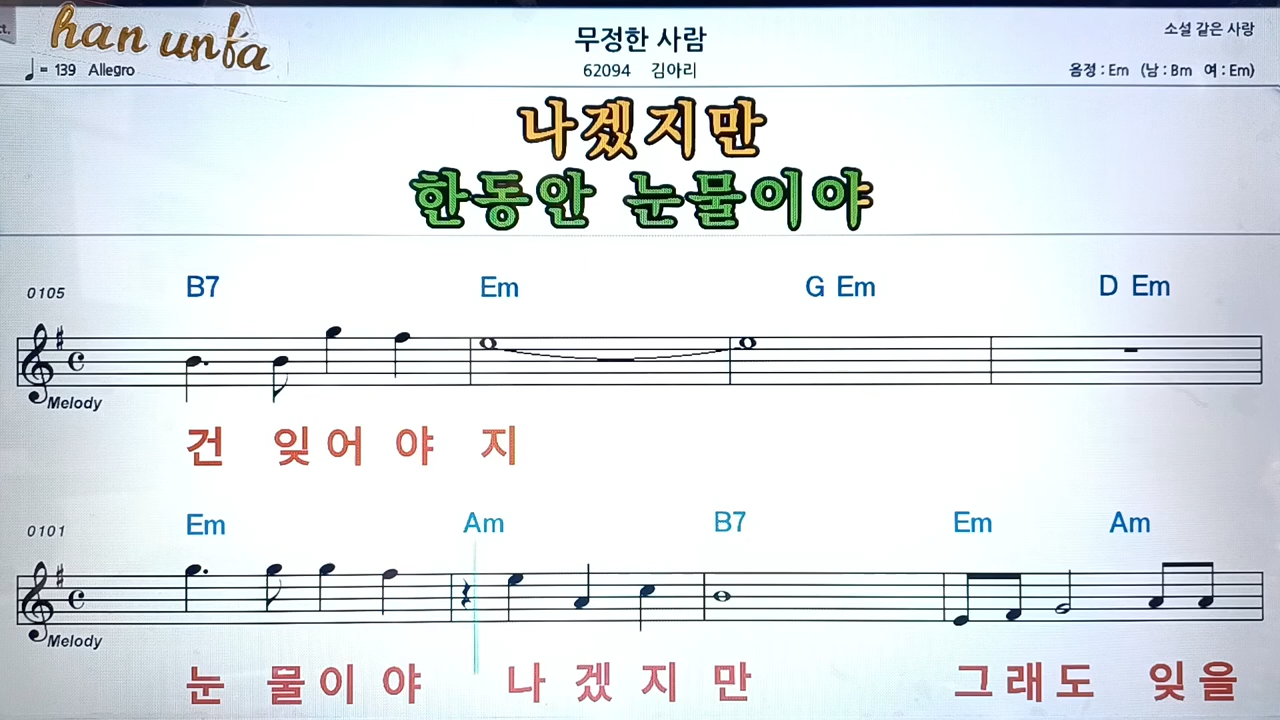 ct.
han unfa
무정한 사람
소설 같은 사랑
♩= 139 Allegro
62094 김아리
음정 : Em (남 : Bm 여 : Em)
나겠지만
한동안 눈물이야
0105 B7 Em G Em D Em
Melody
건 잊어야 지
0101 Em Am B7 Em Am
Melody
눈 물이야 나겠지만 그래도 잊을